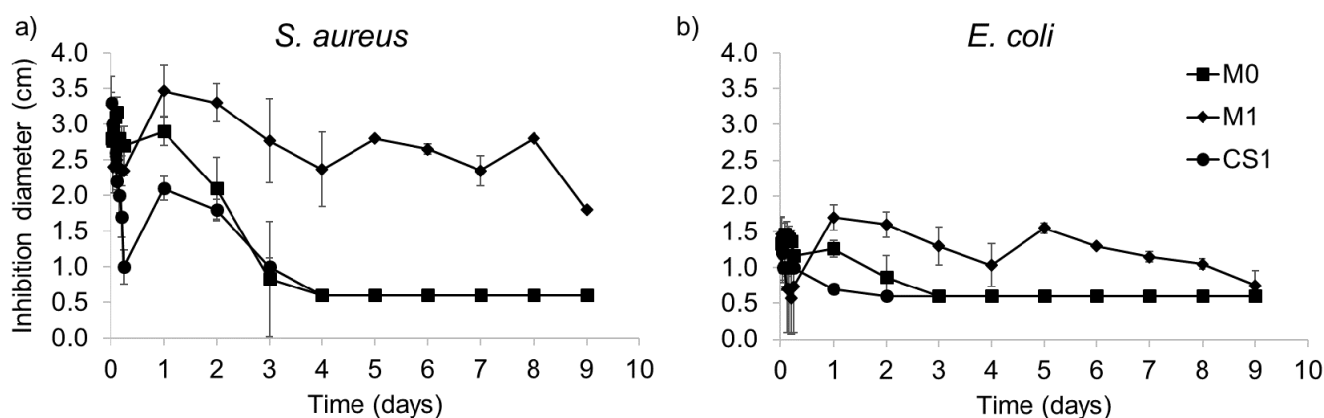 a)
S. aureus
Inhibition diameter (cm)
4.0
3.5
3.0
2.5
2.0
1.5
1.0
0.5
0.0
0 1 2 3 4 5 6 7 8 9 10
Time (days)
b)
E. coli
4.0
3.5
3.0
2.5
2.0
1.5
1.0
0.5
0.0
0 1 2 3 4 5 6 7 8 9 10
Time (days)
M0
M1
CS1